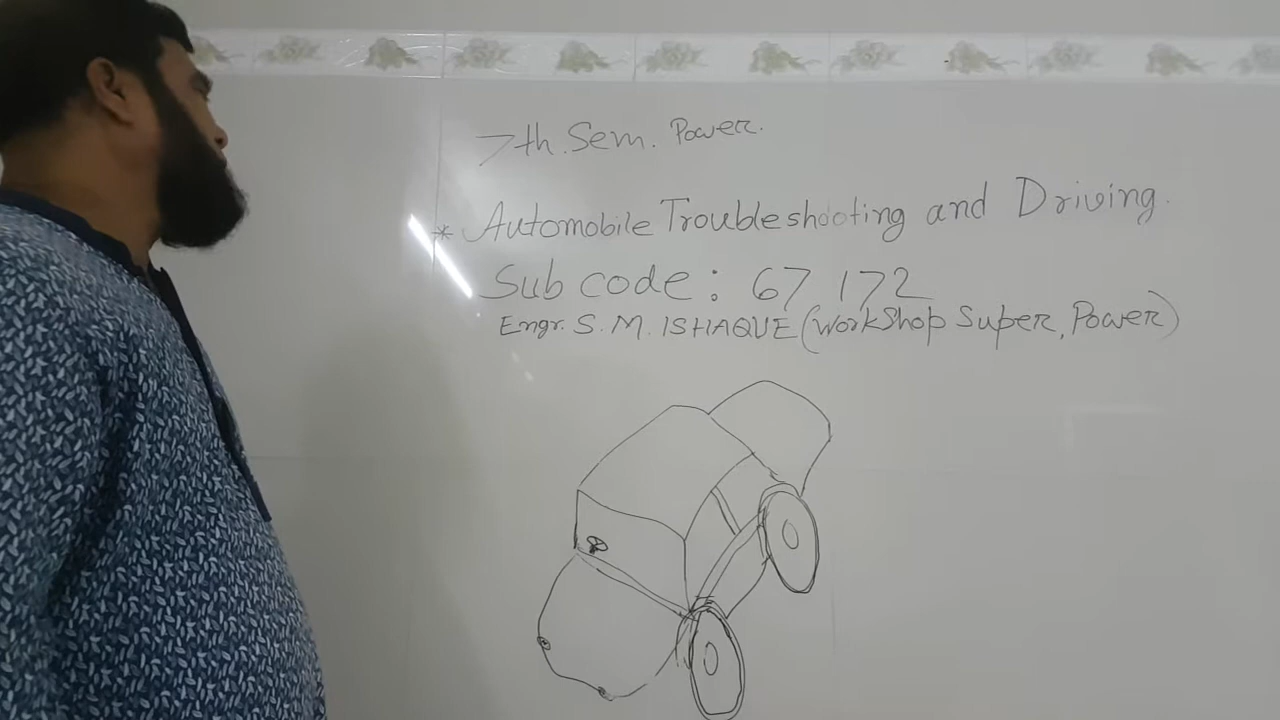 7th. Sem. Power.
* Automobile Troubleshooting and Driving.
Sub code: 67172
Engr. S. M. ISHAQUE (WorkShop Super, Power)